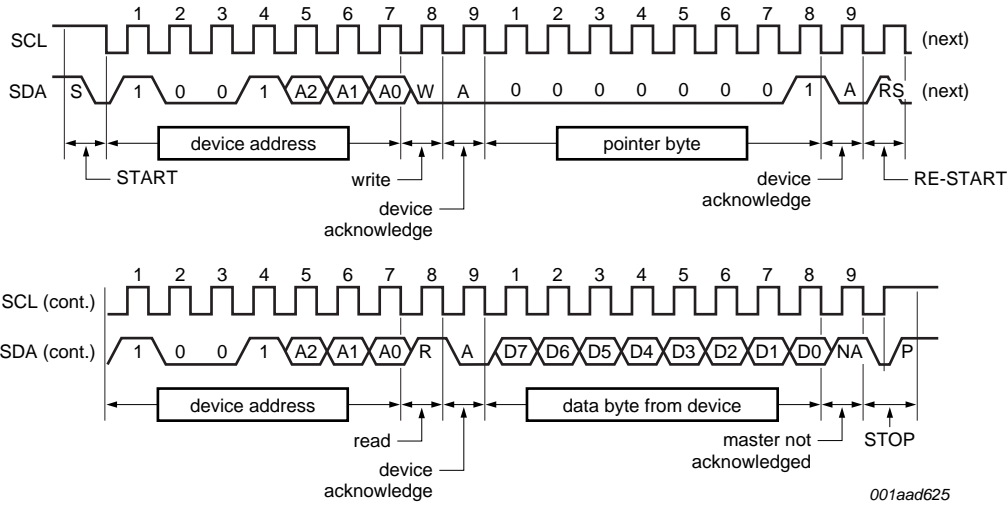 1 2 3 4 5 6 7 8 9 1 2 3 4 5 6 7 8 9
SCL (next)
SDA S 1 0 0 1 A2 A1 A0 W A 0 0 0 0 0 0 0 1 A RS (next)
device address pointer byte
START write device acknowledge device acknowledge RE-START
1 2 3 4 5 6 7 8 9 1 2 3 4 5 6 7 8 9
SCL (cont.)
SDA (cont.) 1 0 0 1 A2 A1 A0 R A D7 D6 D5 D4 D3 D2 D1 D0 NA P
device address data byte from device
read device acknowledge master not acknowledged STOP
001aad625